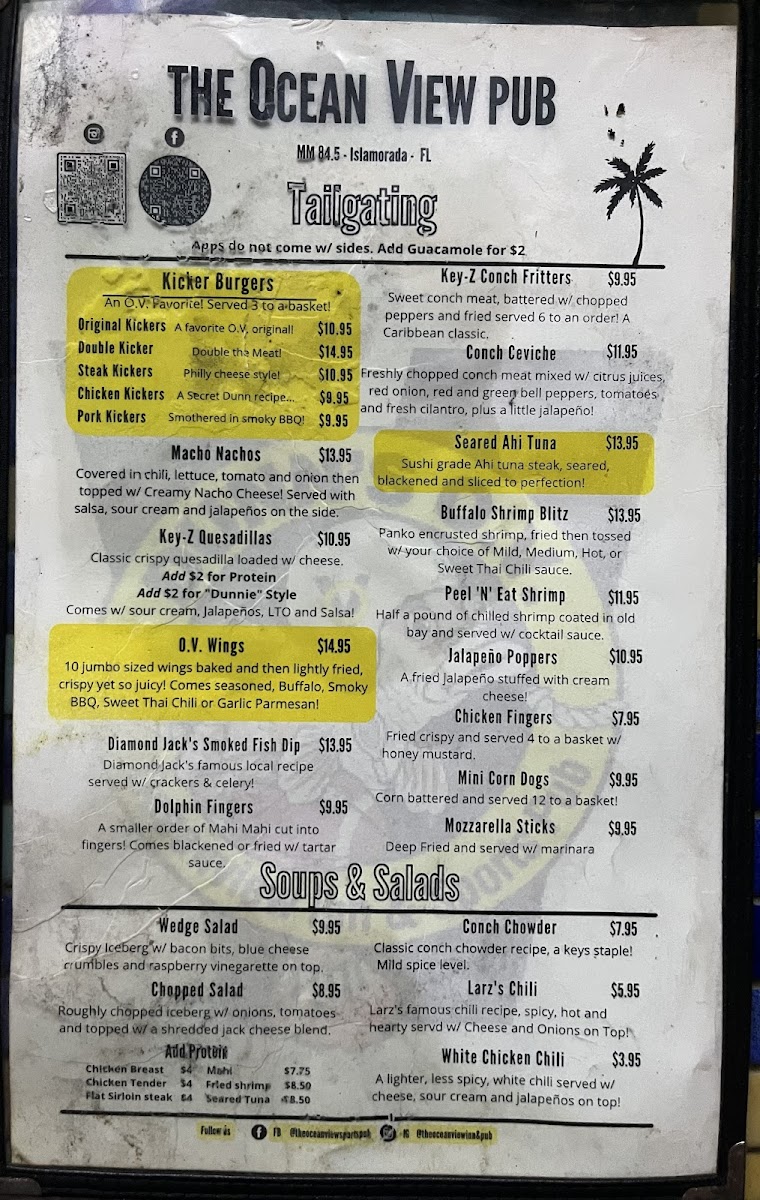 THE OCEAN VIEW PUB
MM 84.5 - Islamorada - FL
Tailgating
Apps do not come w/ sides. Add Guacamole for $2
Kicker Burgers
An O.V. Favorite! Served 3 to a basket!
Original Kickers A favorite O.V, original! $10.95
Double Kicker Double the Meat! $14.95
Steak Kickers Philly cheese style! $10.95
Chicken Kickers A Secret Dunn recipe... $9.95
Pork Kickers Smothered in smoky BBQ! $9.95
Macho Nachos $13.95
Covered in chili, lettuce, tomato and onion then
topped w/ Creamy Nacho Cheese! Served with
salsa, sour cream and jalapeños on the side.
Key-Z Quesadillas $10.95
Classic crispy quesadilla loaded w/ cheese.
Add $2 for Protein
Add $2 for "Dunnie" Style
Comes w/ sour cream, Jalapeños, LTO and Salsa!
O.V. Wings $14.95
10 jumbo sized wings baked and then lightly fried,
crispy yet so juicy! Comes seasoned, Buffalo, Smoky
BBQ, Sweet Thai Chili or Garlic Parmesan!
Diamond Jack's Smoked Fish Dip $13.95
Diamond Jack's famous local recipe
served w/ crackers & celery!
Dolphin Fingers $9.95
A smaller order of Mahi Mahi cut into
fingers! Comes blackened or fried w/ tartar
sauce.
Key-Z Conch Fritters $9.95
Sweet conch meat, battered w/ chopped
peppers and fried served 6 to an order! A
Caribbean classic.
Conch Ceviche $11.95
Freshly chopped conch meat mixed w/ citrus juices,
red onion, red and green bell peppers, tomatoes
and fresh cilantro, plus a little jalapeño!
Seared Ahi Tuna $13.95
Sushi grade Ahi tuna steak, seared,
blackened and sliced to perfection!
Buffalo Shrimp Blitz $13.95
Panko encrusted shrimp, fried then tossed
w/ your choice of Mild, Medium, Hot, or
Sweet Thai Chili sauce.
Peel 'N' Eat Shrimp $11.95
Half a pound of chilled shrimp coated in old
bay and served w/ cocktail sauce.
Jalapeño Poppers $10.95
A fried Jalapeño stuffed with cream
cheese!
Chicken Fingers $7.95
Fried crispy and served 4 to a basket w/
honey mustard.
Mini Corn Dogs $9.95
Corn battered and served 12 to a basket!
Mozzarella Sticks $9.95
Deep Fried and served w/ marinara
Soups & Salads
Wedge Salad $9.95
Crispy Iceberg w/ bacon bits, blue cheese
crumbles and raspberry vinegarette on top.
Chopped Salad $8.95
Roughly chopped iceberg w/ onions, tomatoes
and topped w/ a shredded jack cheese blend.
Add Protein
Chicken Breast $4 Mahi $7.75
Chicken Tender $4 Fried shrimp $8.50
Flat Sirloin steak $4 Seared Tuna $8.50
Conch Chowder $7.95
Classic conch chowder recipe, a keys staple!
Mild spice level.
Larz's Chili $5.95
Larz's famous chili recipe, spicy, hot and
hearty servd w/ Cheese and Onions on Top!
White Chicken Chili $3.95
A lighter, less spicy, white chili served w/
cheese, sour cream and jalapeños on top!
Follow us FB @theoceanviewsportspub IG @theoceanviewinn&pub